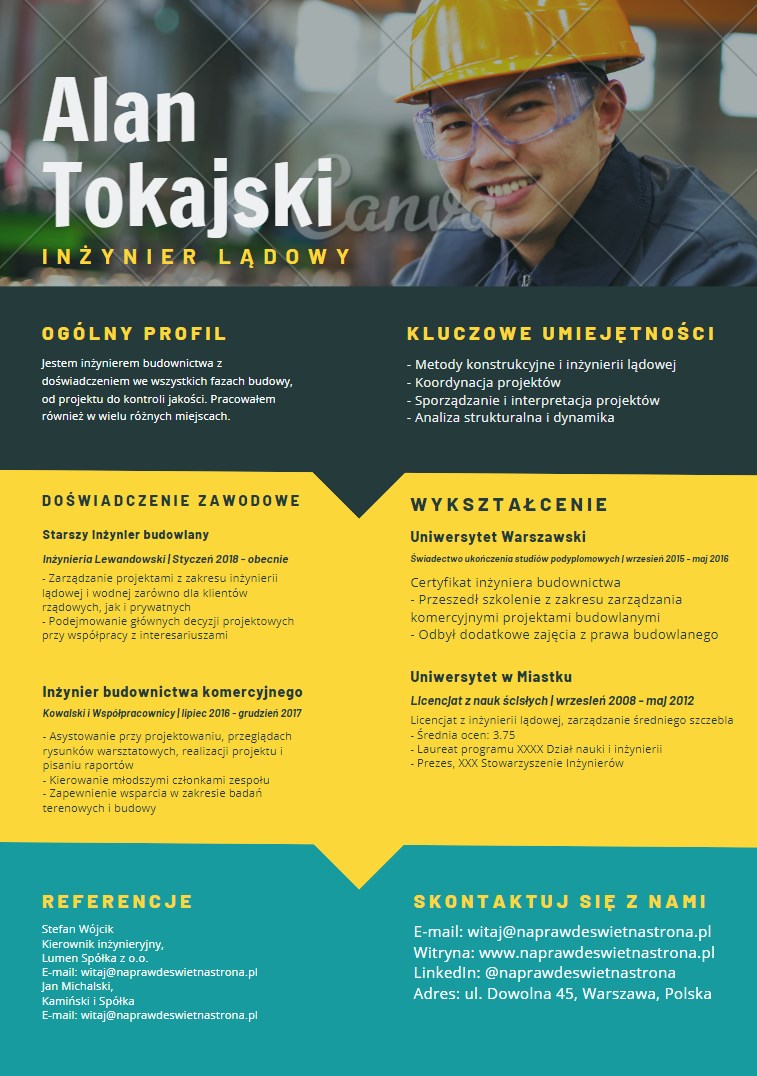 Alan
Tokajski
Canva
INŻYNIER LĄDOWY
OGÓLNY PROFIL
Jestem inżynierem budownictwa z
doświadczeniem we wszystkich fazach budowy,
od projektu do kontroli jakości. Pracowałem
również w wielu różnych miejscach.
KLUCZOWE UMIEJĘTNOŚCI
- Metody konstrukcyjne i inżynierii lądowej
- Koordynacja projektów
- Sporządzanie i interpretacja projektów
- Analiza strukturalna i dynamika
DOŚWIADCZENIE ZAWODOWE
Starszy Inżynier budowlany
Inżynieria Lewandowski | Styczeń 2018 - obecnie
- Zarządzanie projektami z zakresu inżynierii
lądowej i wodnej zarówno dla klientów
rządowych, jak i prywatnych
- Podejmowanie głównych decyzji projektowych
przy współpracy z interesariuszami
Inżynier budownictwa komercyjnego
Kowalski i Współpracownicy | lipiec 2016 - grudzień 2017
- Asystowanie przy projektowaniu, przeglądach
rysunków warsztatowych, realizacji projektu i
pisaniu raportów
- Kierowanie młodszymi członkami zespołu
- Zapewnienie wsparcia w zakresie badań
terenowych i budowy
WYKSZTAŁCENIE
Uniwersytet Warszawski
Świadectwo ukończenia studiów podyplomowych | wrzesień 2015 - maj 2016
Certyfikat inżyniera budownictwa
- Przeszedł szkolenie z zakresu zarządzania
komercyjnymi projektami budowlanymi
- Odbył dodatkowe zajęcia z prawa budowlanego
Uniwersytet w Miastku
Licencjat z nauk ścisłych | wrzesień 2008 - maj 2012
Licencjat z inżynierii lądowej, zarządzanie średniego szczebla
- Średnia ocen: 3.75
- Laureat programu XXXX Dział nauki i inżynierii
- Prezes, XXX Stowarzyszenie Inżynierów
REFERENCJE
Stefan Wójcik
Kierownik inżynieryjny,
Lumen Spółka z o.o.
E-mail: witaj@naprawdeswietnastrona.pl
Jan Michalski,
Kamiński i Spółka
E-mail: witaj@naprawdeswietnastrona.pl
SKONTAKTUJ SIĘ Z NAMI
E-mail: witaj@naprawdeswietnastrona.pl
Witryna: www.naprawdeswietnastrona.pl
LinkedIn: @naprawdeswietnastrona
Adres: ul. Dowolna 45, Warszawa, Polska